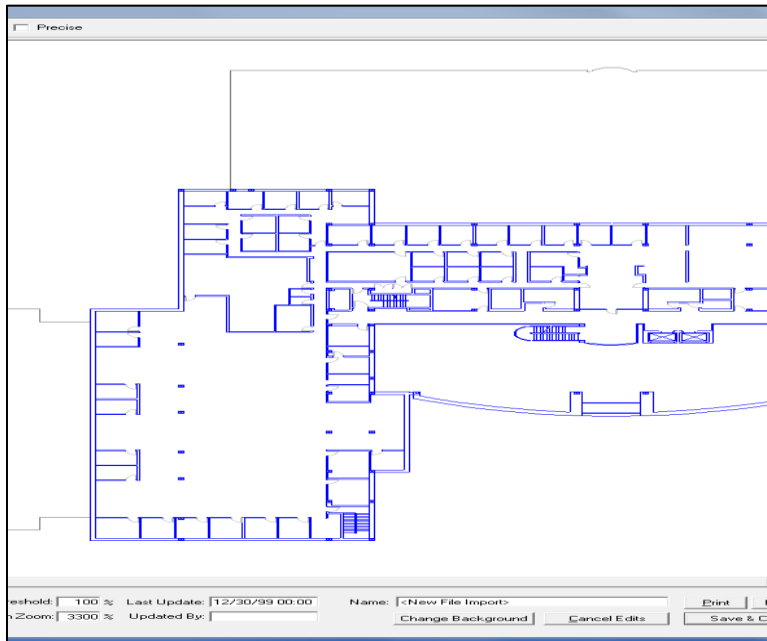 Precise
reshold: 100 % Last Update: 12/30/99 00:00 Name: <New File Import> Print
n Zoom: 3300 % Updated By: Change Background Cancel Edits Save & C